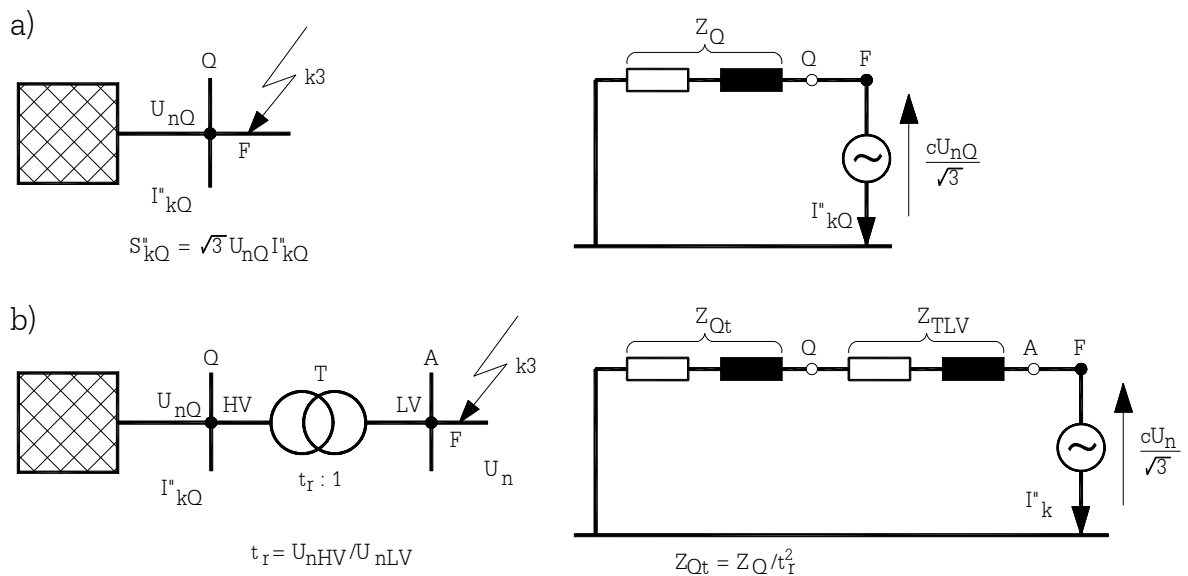 a)
Q
k3
U_nQ
F
I"_kQ
S"_kQ = √3 U_nQ I"_kQ
Z_Q
Q
F
cU_nQ/√3
I"_kQ
b)
Q
T
A
k3
U_nQ
HV
LV
F
U_n
I"_kQ
t_r : 1
t_r = U_nHV/U_nLV
Z_Qt
Z_TLV
Q
A
F
cU_n/√3
I"_k
Z_Qt = Z_Q/t_r^2